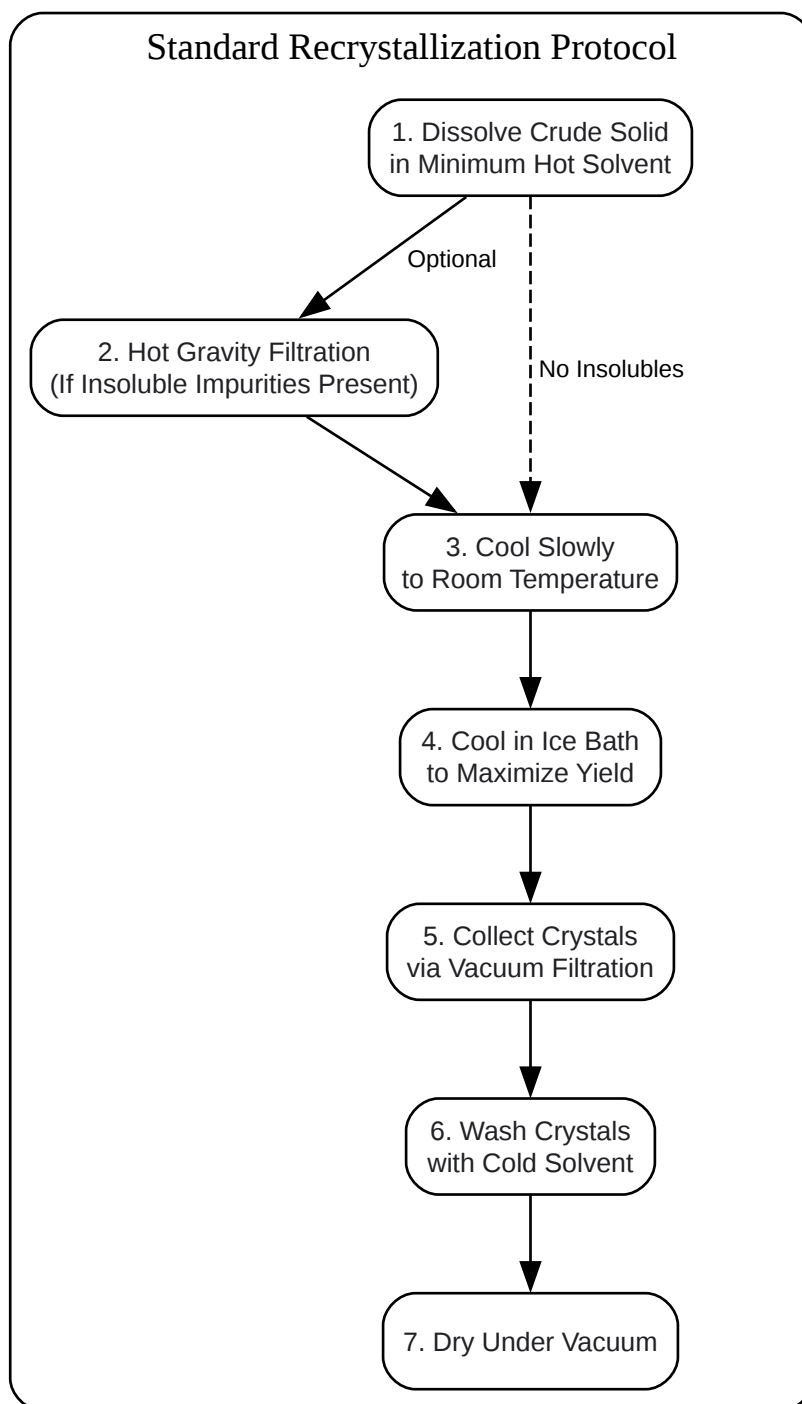 Standard Recrystallization Protocol
1. Dissolve Crude Solid
in Minimum Hot Solvent
Optional
2. Hot Gravity Filtration
(If Insoluble Impurities Present)
No Insolubles
3. Cool Slowly
to Room Temperature
4. Cool in Ice Bath
to Maximize Yield
5. Collect Crystals
via Vacuum Filtration
6. Wash Crystals
with Cold Solvent
7. Dry Under Vacuum